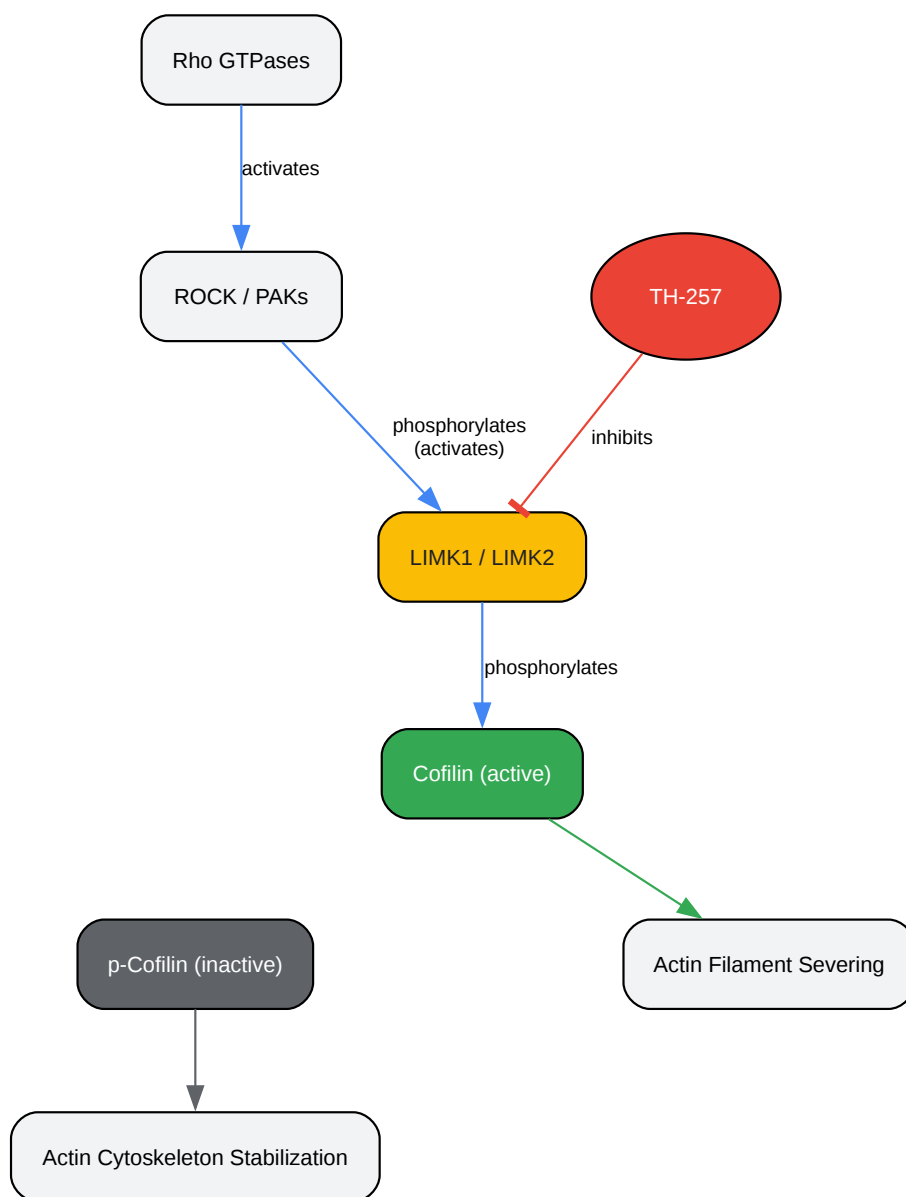 Rho GTPases
activates
ROCK / PAKs
TH-257
phosphorylates
(activates)
inhibits
LIMK1 / LIMK2
phosphorylates
Cofilin (active)
p-Cofilin (inactive)
Actin Filament Severing
Actin Cytoskeleton Stabilization